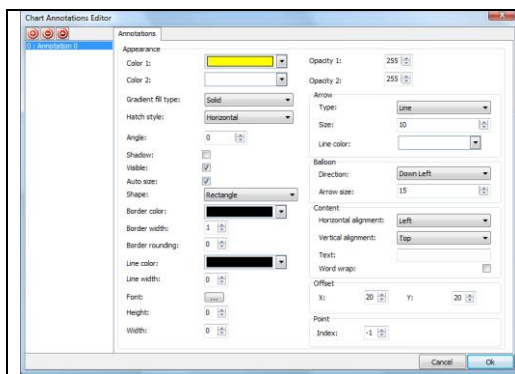 Chart Annotations Editor
0 : Annotation 0
Annotations
Appearance
Color 1:
Color 2:
Gradient fill type: Solid
Hatch style: Horizontal
Angle: 0
Shadow:
Visible:
Auto size:
Shape: Rectangle
Border color:
Border width: 1
Border rounding: 0
Line color:
Line width: 0
Font: ...
Height: 0
Width: 0
Opacity 1: 255
Opacity 2: 255
Arrow
Type: Line
Size: 10
Line color:
Balloon
Direction: Down Left
Arrow size: 15
Content
Horizontal alignment: Left
Vertical alignment: Top
Text:
Word wrap:
Offset
X: 20 Y: 20
Point
Index: -1
Cancel Ok